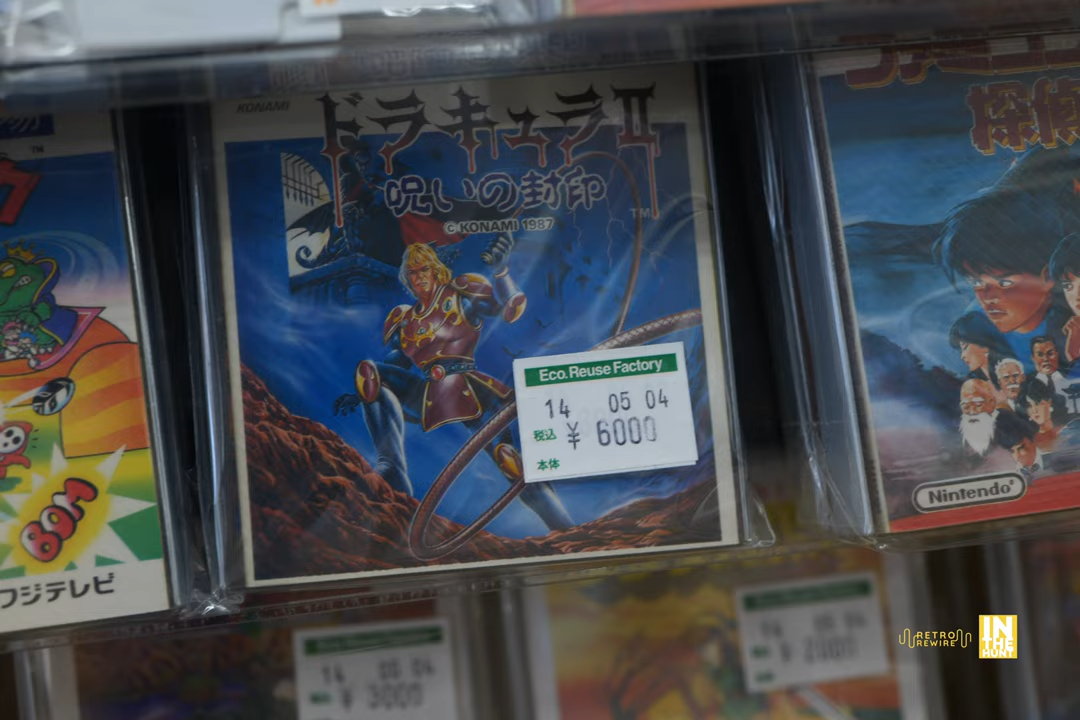 KONAMI
ドラキュラII
呪いの封印
TM
© KONAMI 1987
Eco.Reuse Factory
14 05 04
税込 ¥ 6000
本体
TM
BOM
フジテレビ
探偵
Nintendo®
14 05 04
¥ 3000
RETRO
REWIRE
IN
THE
HUNT